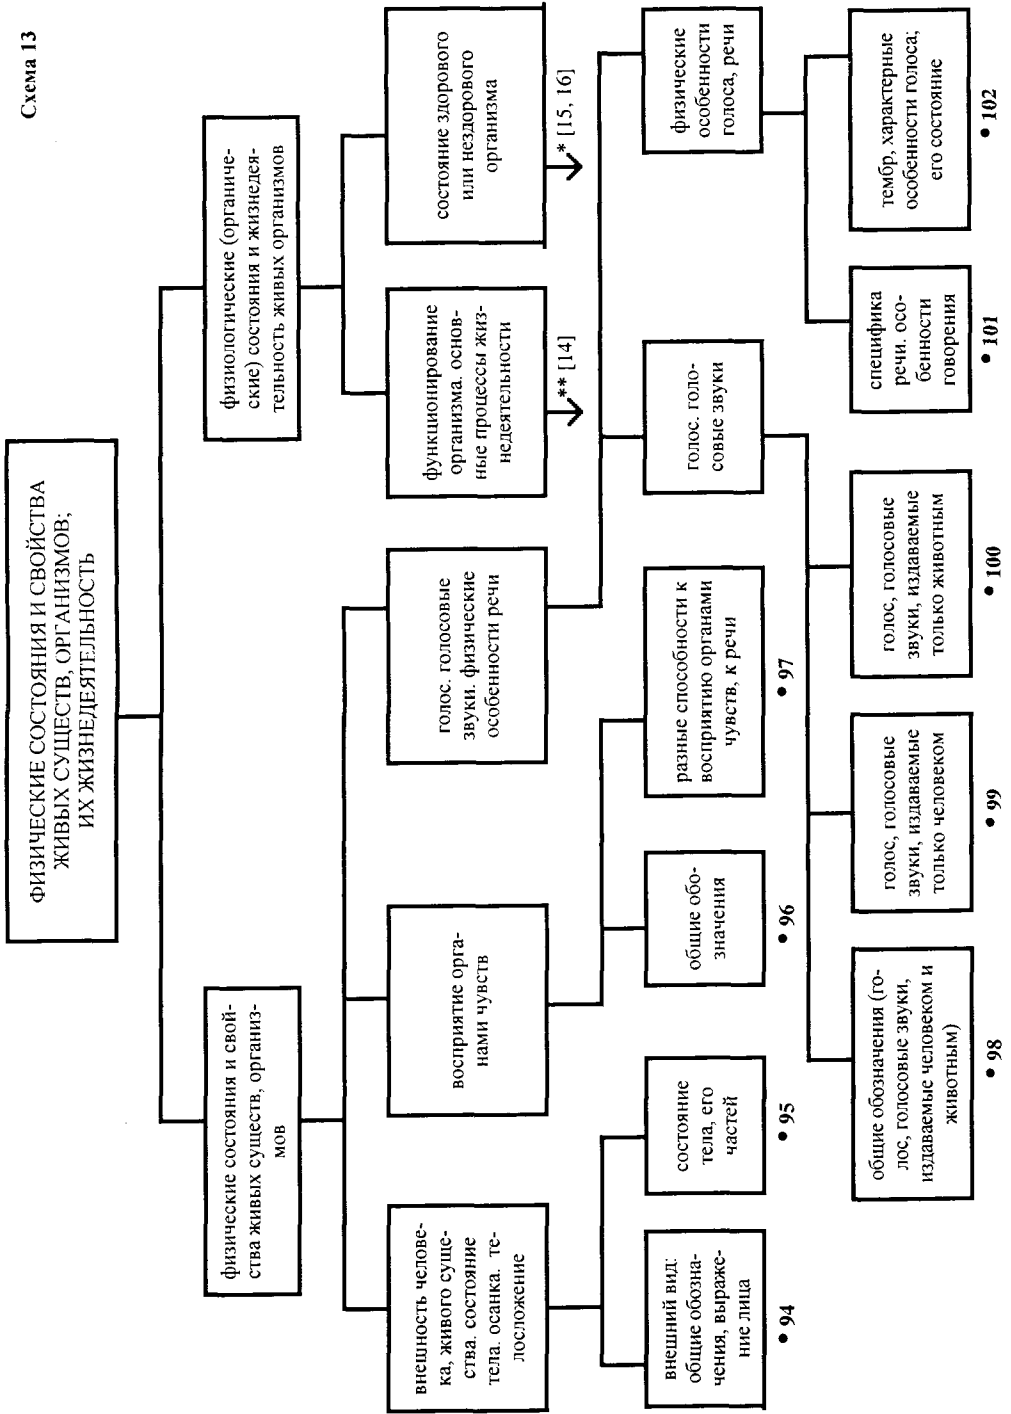 Схема 13
ФИЗИЧЕСКИЕ СОСТОЯНИЯ И СВОЙСТВА
ЖИВЫХ СУЩЕСТВ, ОРГАНИЗМОВ;
ИХ ЖИЗНЕДЕЯТЕЛЬНОСТЬ
физические состояния и свой-
ства живых существ, организ-
мов
физиологические (органиче-
ские) состояния и жизнедея-
тельность живых организмов
внешность челове-
ка, живого суще-
ства. состояние
тела. осанка. те-
лосложение
восприятие орга-
нами чувств
голос. голосовые
звуки. физические
особенности речи
функционирование
организма. основ-
ные процессы жиз-
недеятельности
** [14]
состояние здорового
или нездорового
организма
* [15, 16]
внешний вид:
общие обозна-
чения, выраже-
ние лица
• 94
состояние
тела, его
частей
• 95
общие обо-
значения
• 96
разные способности к
восприятию органами
чувств, к речи
• 97
голос. голо-
совые звуки
физические
особенности
голоса, речи
общие обозначения (го-
лос, голосовые звуки,
издаваемые человеком и
животным)
• 98
голос, голосовые
звуки, издаваемые
только человеком
• 99
голос, голосовые
звуки, издаваемые
только животным
• 100
специфика
речи. осо-
бенности
говорения
• 101
тембр, характерные
особенности голоса;
его состояние
• 102